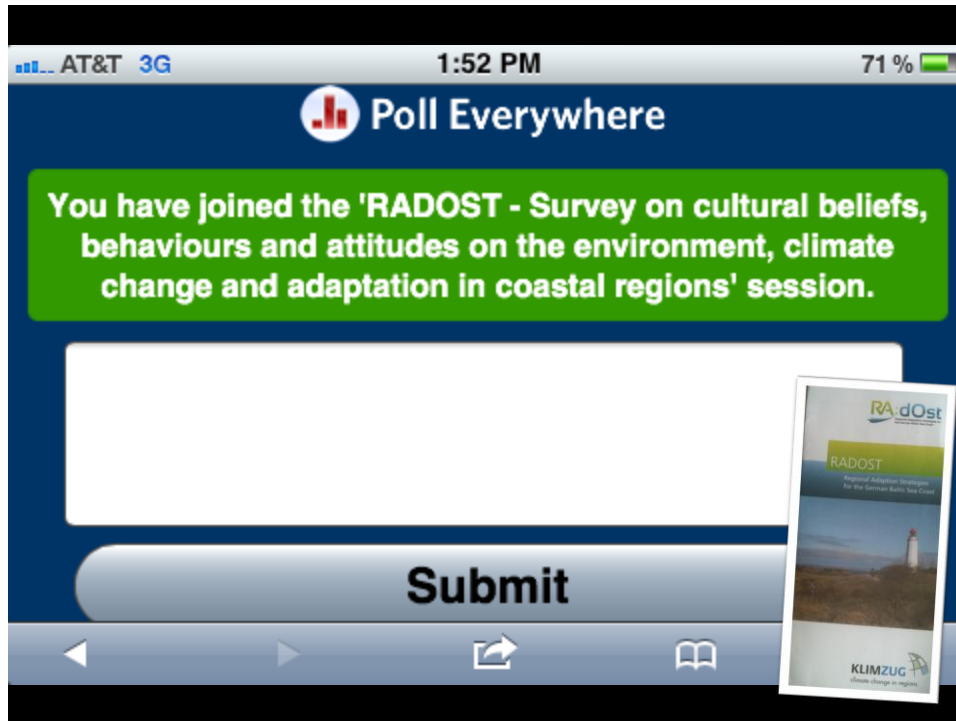 AT&T 3G 1:52 PM 71 %
Poll Everywhere
You have joined the 'RADOST - Survey on cultural beliefs,
behaviours and attitudes on the environment, climate
change and adaptation in coastal regions' session.
Submit
RA:dOst
RADOST
Regional Adaption Strategies
for the German Baltic Sea Coast
KLIMZUG
climate change in regions